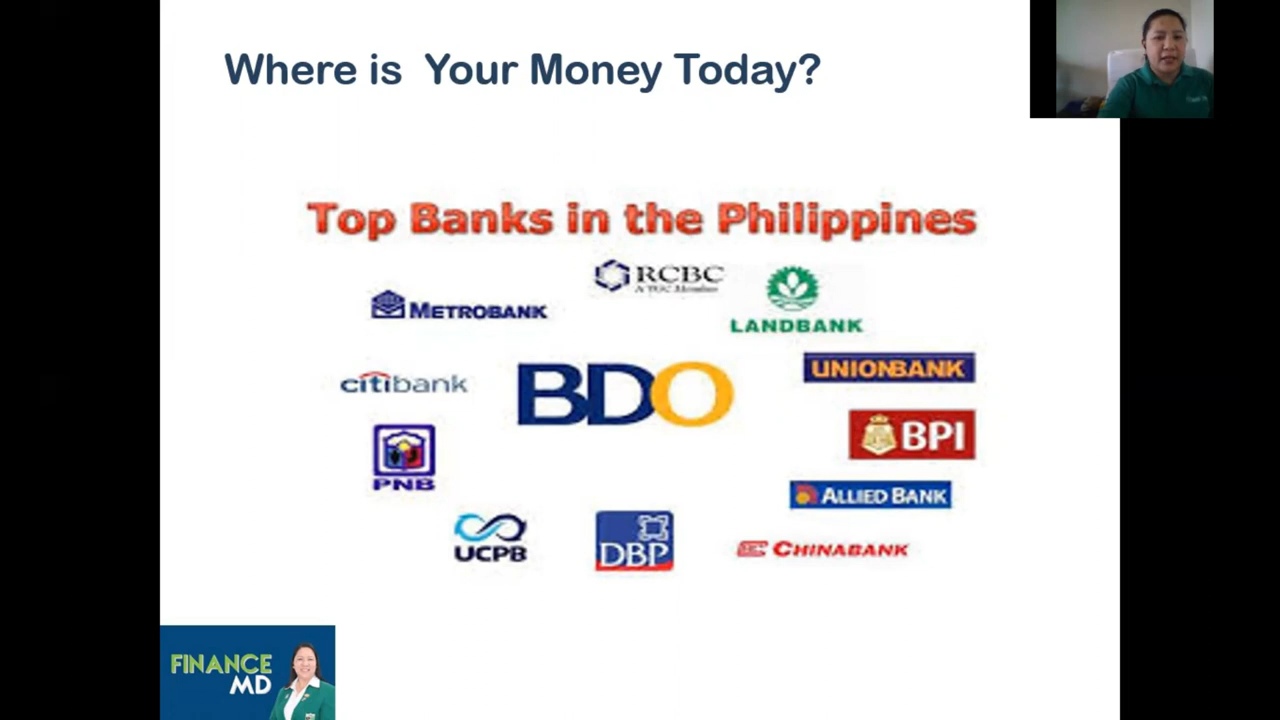 Where is Your Money Today?
Top Banks in the Philippines
RCBC
METROBANK
LANDBANK
citibank
BDO
UNIONBANK
BPI
PNB
ALLIED BANK
UCPB
DBP
CHINABANK
FINANCE
MD